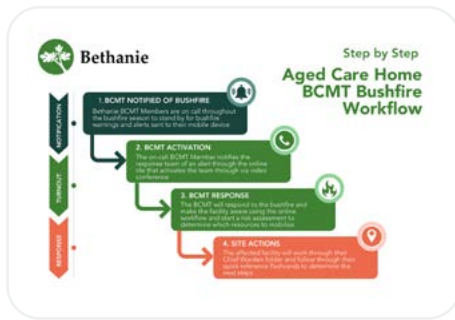 Bethanie
Step by Step
Aged Care Home
BCMT Bushfire
Workflow
NOTIFICATION
TURNOUT
RESPONSE
1. BCMT NOTIFIED OF BUSHFIRE
Bethanie BCMT Members are on call throughout
the bushfire season to stand by for bushfire
warnings and alerts sent to their mobile device
2. BCMT ACTIVATION
The on-call BCMT Member notifies the
response team of an alert through the online
site that activates the team through via video
conference
3. BCMT RESPONSE
The BCMT will respond to the bushfire and
make the facility aware using the online
workflow and start a risk assessment to
determine which resources to mobilise
4. SITE ACTIONS
The affected facility will work through their
Chief Warden folder and follow through their
quick reference flashcards to determine the
next steps